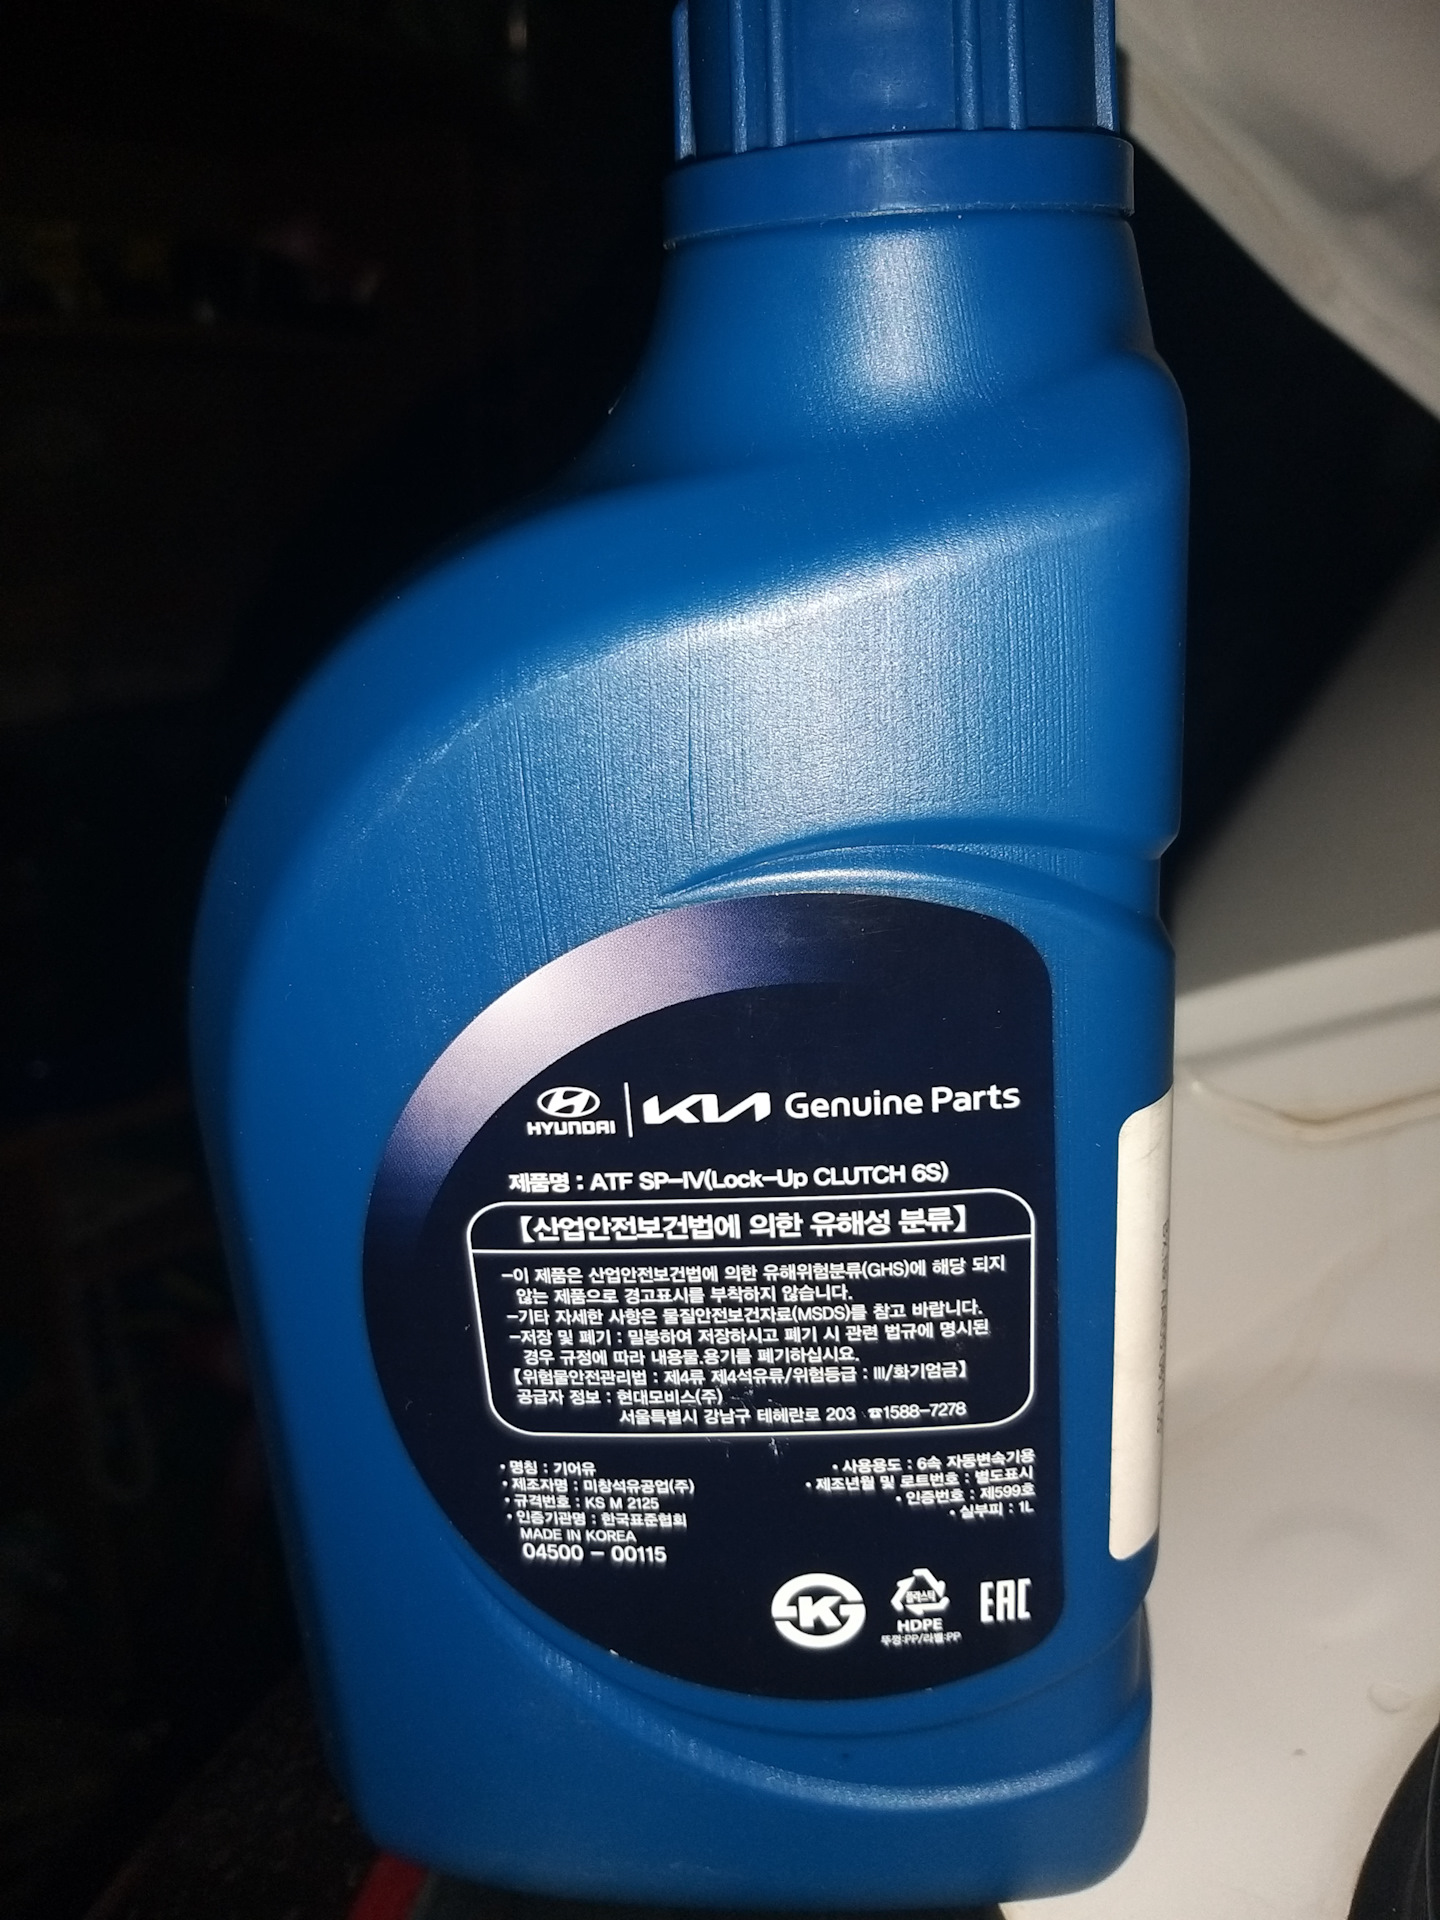 HYUNDAI KIA Genuine Parts
제품명 : ATF SP-IV(Lock-Up CLUTCH 6S)
【산업안전보건법에 의한 유해성 분류】
-이 제품은 산업안전보건법에 의한 유해위험분류(GHS)에 해당 되지
않는 제품으로 경고표시를 부착하지 않습니다.
-기타 자세한 사항은 물질안전보건자료(MSDS)를 참고 바랍니다.
-저장 및 폐기 : 밀봉하여 저장하시고 폐기 시 관련 법규에 명시된
경우 규정에 따라 내용물.용기를 폐기하십시요.
【위험물안전관리법 : 제4류 제4석유류/위험등급 : III/화기엄금】
공급자 정보 : 현대모비스(주)
서울특별시 강남구 테헤란로 203 ☎1588-7278
• 명칭 : 기어유
• 제조자명 : 미창석유공업(주)
• 규격번호 : KS M 2125
• 인증기관명 : 한국표준협회
MADE IN KOREA
04500 - 00115
• 사용용도 : 6속 자동변속기용
• 제조년월 및 로트번호 : 별도표시
• 인증번호 : 제599호
• 실부피 : 1L
K
플라스틱
HDPE
뚜껑:PP/라벨:PP
EAC